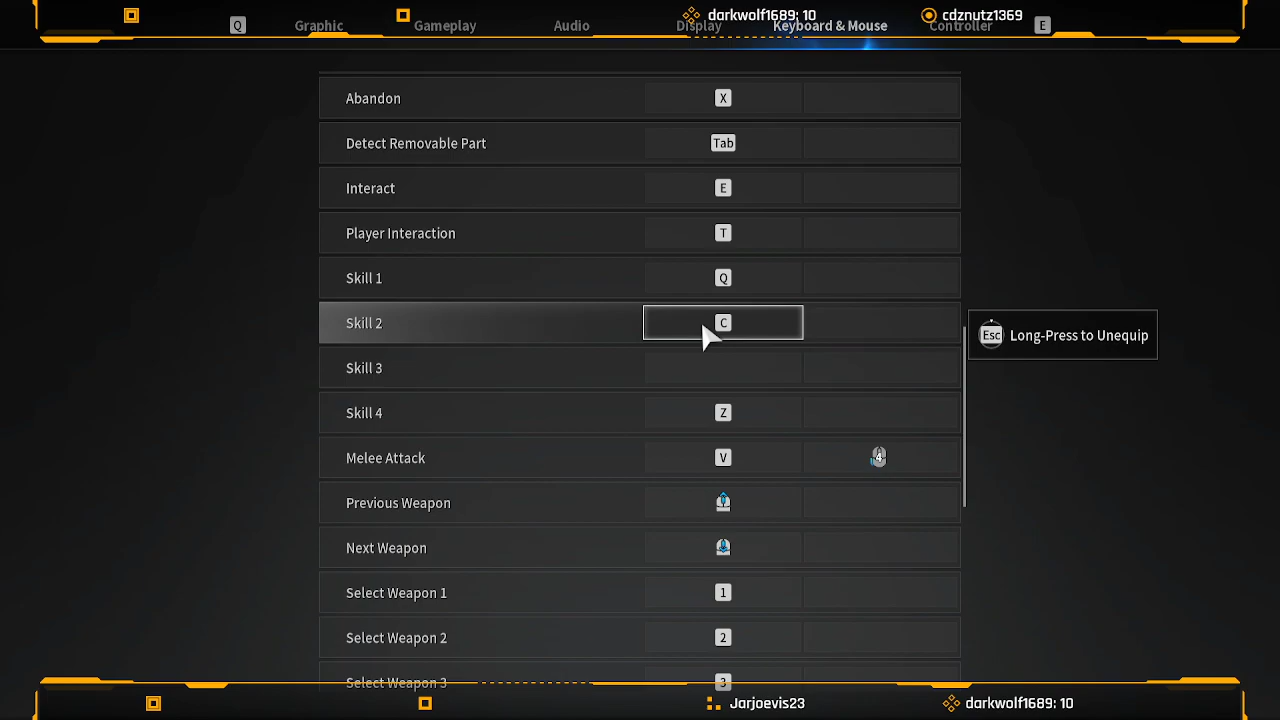 darkwolf1689: 10
cdznutz1369
Q Graphic Gameplay Audio Display Keyboard & Mouse Controller E
Abandon X
Detect Removable Part Tab
Interact E
Player Interaction T
Skill 1 Q
Skill 2 C
Esc Long-Press to Unequip
Skill 3
Skill 4 Z
Melee Attack V 4
Previous Weapon
Next Weapon
Select Weapon 1 1
Select Weapon 2 2
Select Weapon 3 3
Jarjoevis23
darkwolf1689: 10